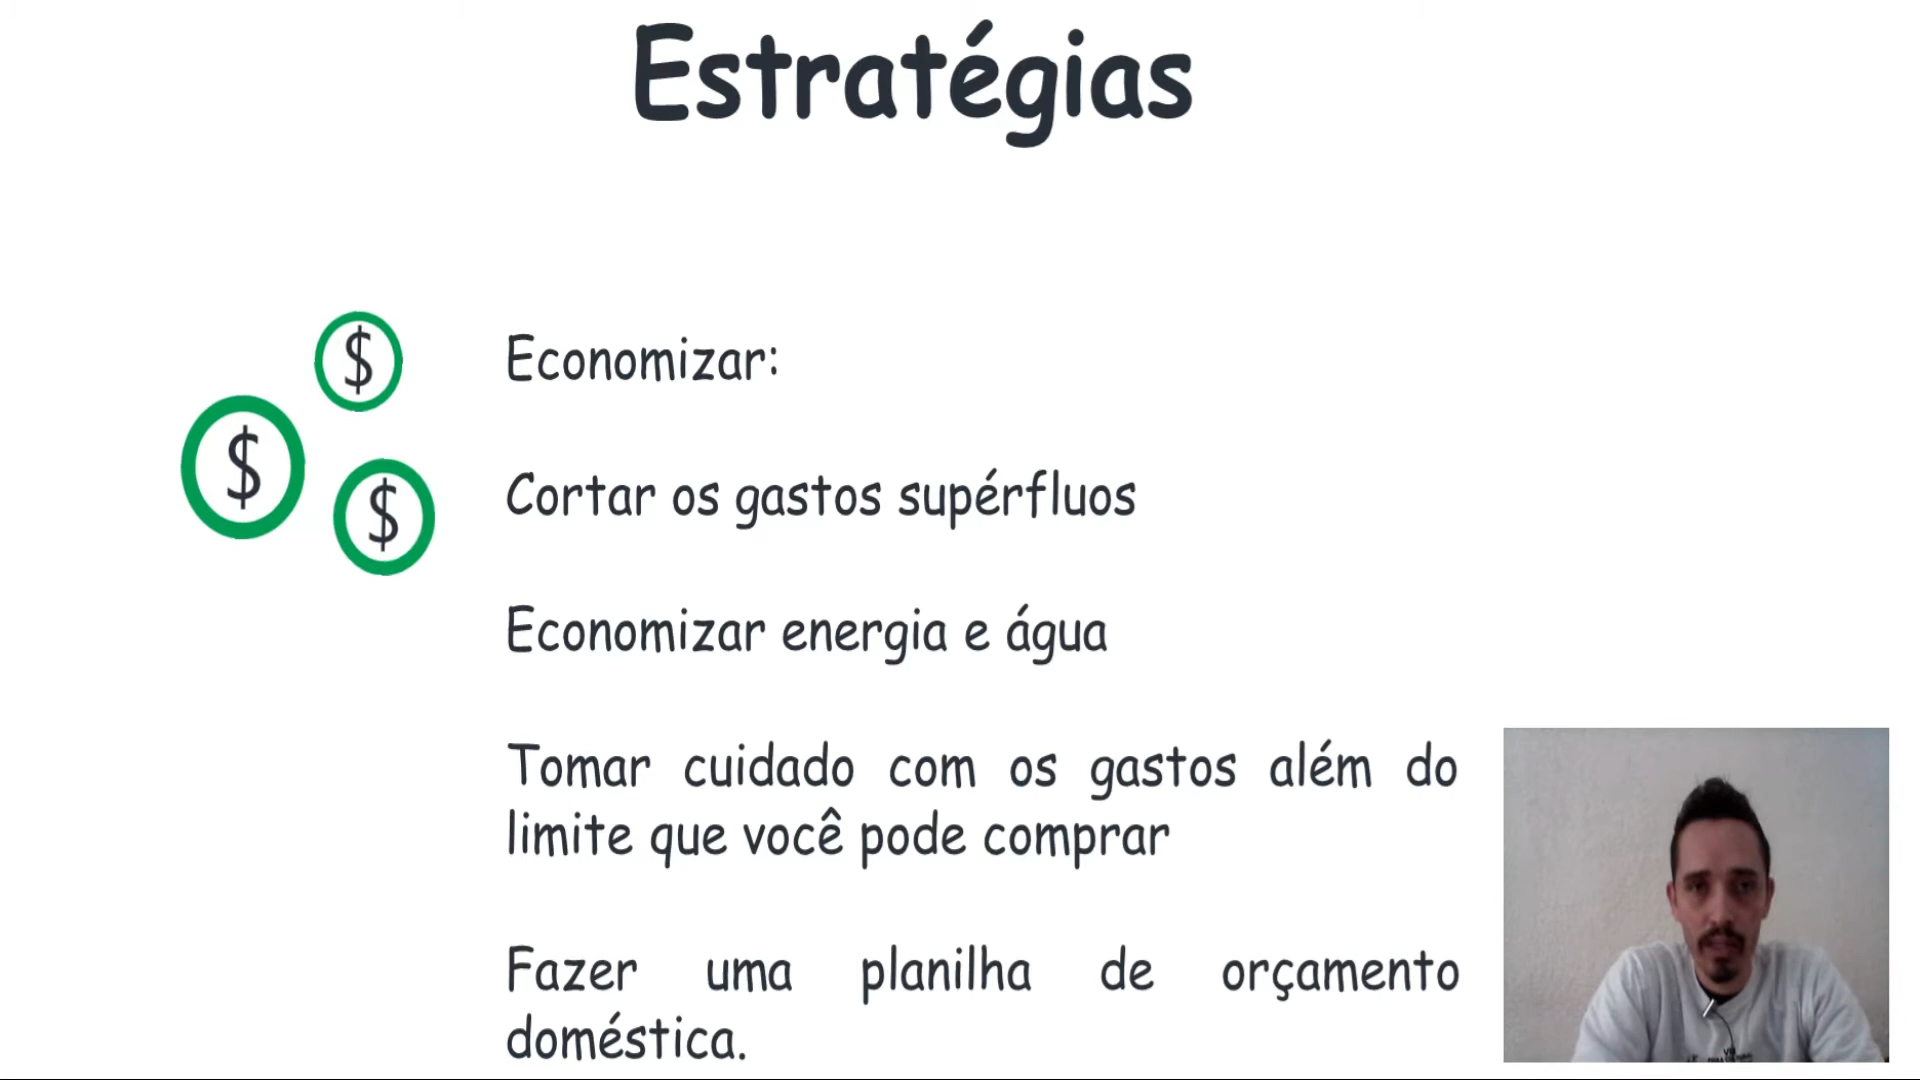 Estratégias
$
$
$
Economizar:
Cortar os gastos supérfluos
Economizar energia e água
Tomar cuidado com os gastos além do
limite que você pode comprar
Fazer uma planilha de orçamento
doméstica.